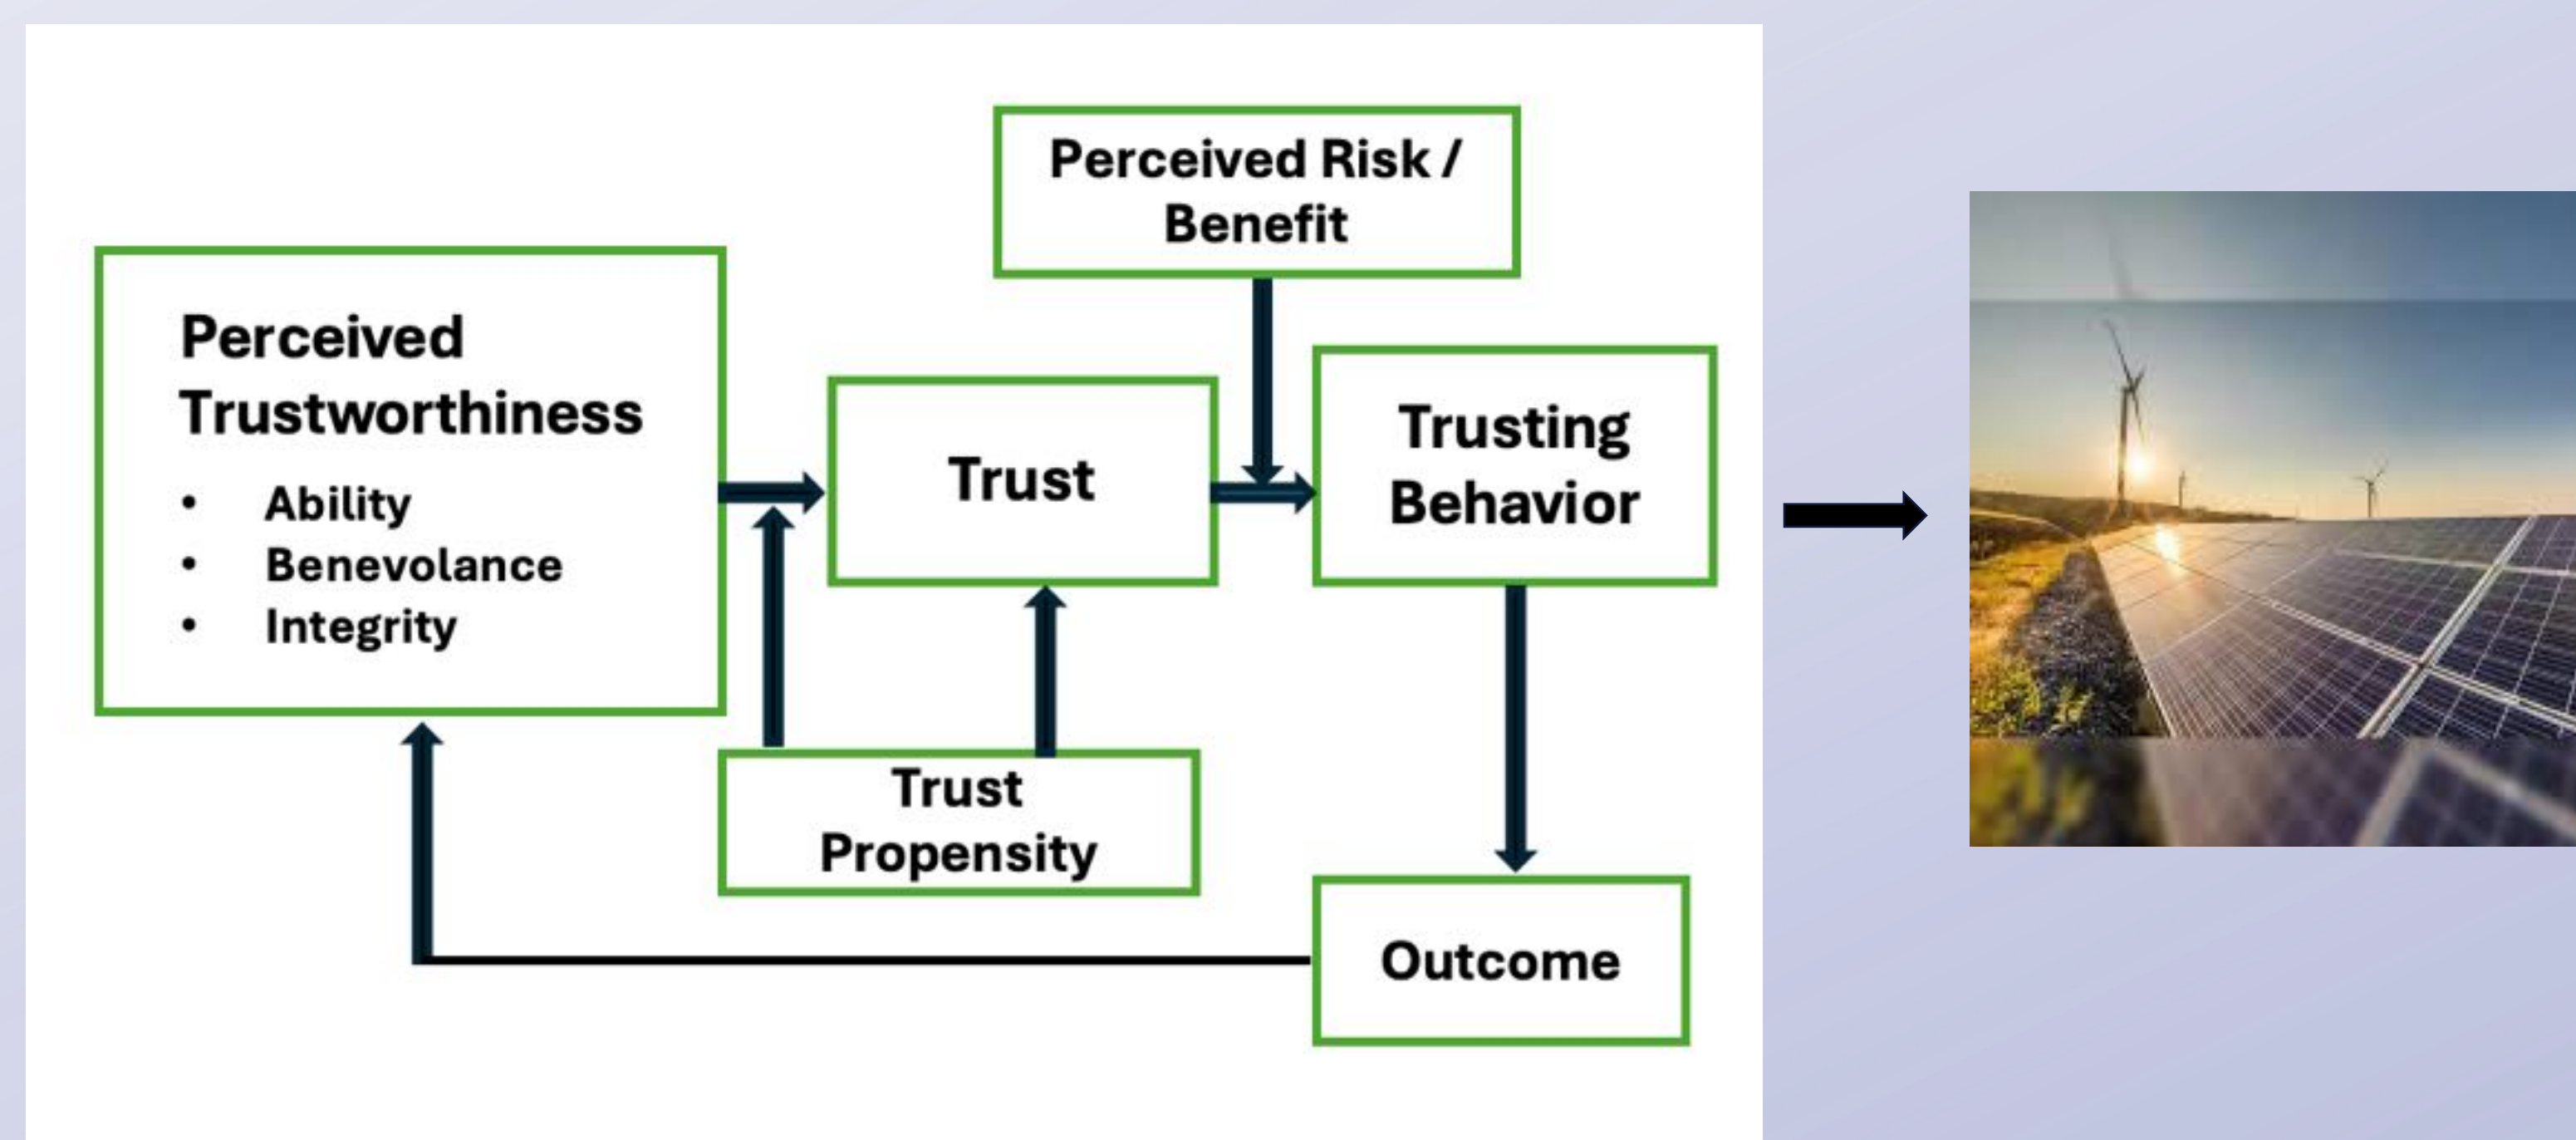 Perceived Risk /
Benefit
Perceived
Trustworthiness
• Ability
• Benevolance
• Integrity
Trust
Trusting
Behavior
Trust
Propensity
Outcome